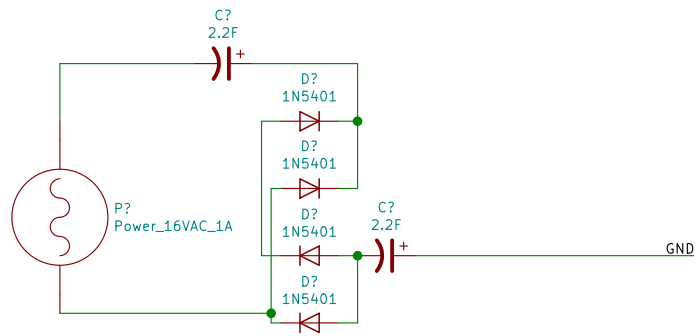 C?
2.2F
+
D?
1N5401
D?
1N5401
P?
Power_16VAC_1A
D?
1N5401
C?
2.2F
+
GND
D?
1N5401